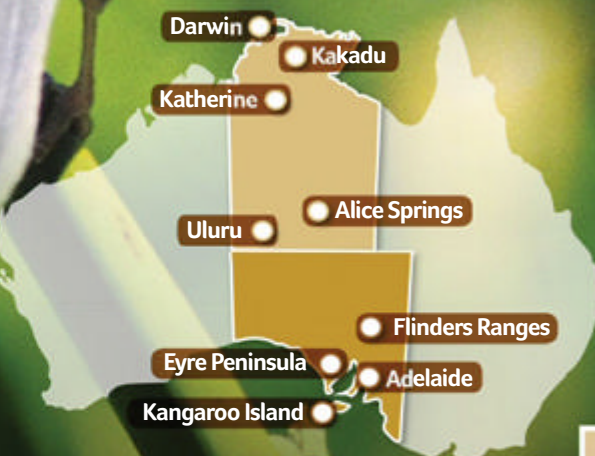 Darwin
Kakadu
Katherine
Alice Springs
Uluru
Flinders Ranges
Eyre Peninsula
Adelaide
Kangaroo Island